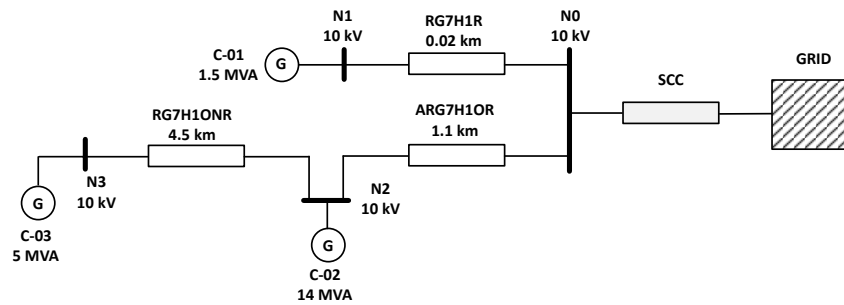 N1
10 kV
RG7H1R
0.02 km
N0
10 kV
C-01
1.5 MVA
G
SCC
GRID
RG7H1ONR
4.5 km
ARG7H1OR
1.1 km
N3
10 kV
N2
10 kV
G
C-03
5 MVA
G
C-02
14 MVA